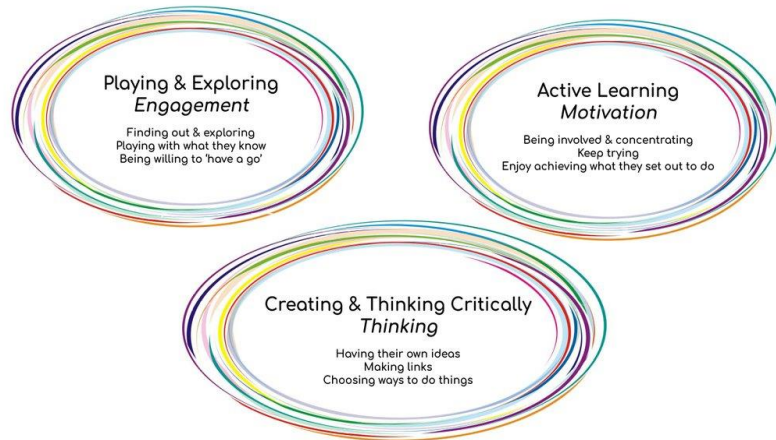 Playing & Exploring
Engagement
Finding out & exploring
Playing with what they know
Being willing to ‘have a go’
Active Learning
Motivation
Being involved & concentrating
Keep trying
Enjoy achieving what they set out to do
Creating & Thinking Critically
Thinking
Having their own ideas
Making links
Choosing ways to do things